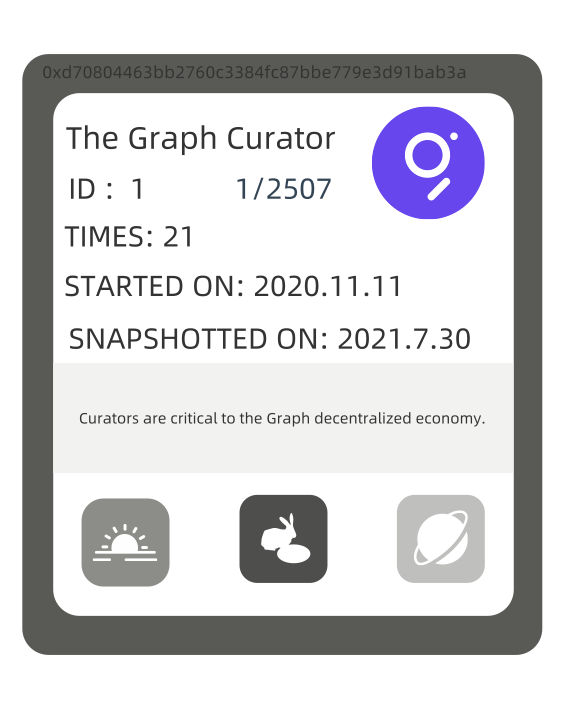 0xd70804463bb2760c3384fc87bbe779e3d91bab3a
The Graph Curator
ID : 1 1/2507
TIMES: 21
STARTED ON: 2020.11.11
SNAPSHOTTED ON: 2021.7.30
Curators are critical to the Graph decentralized economy.